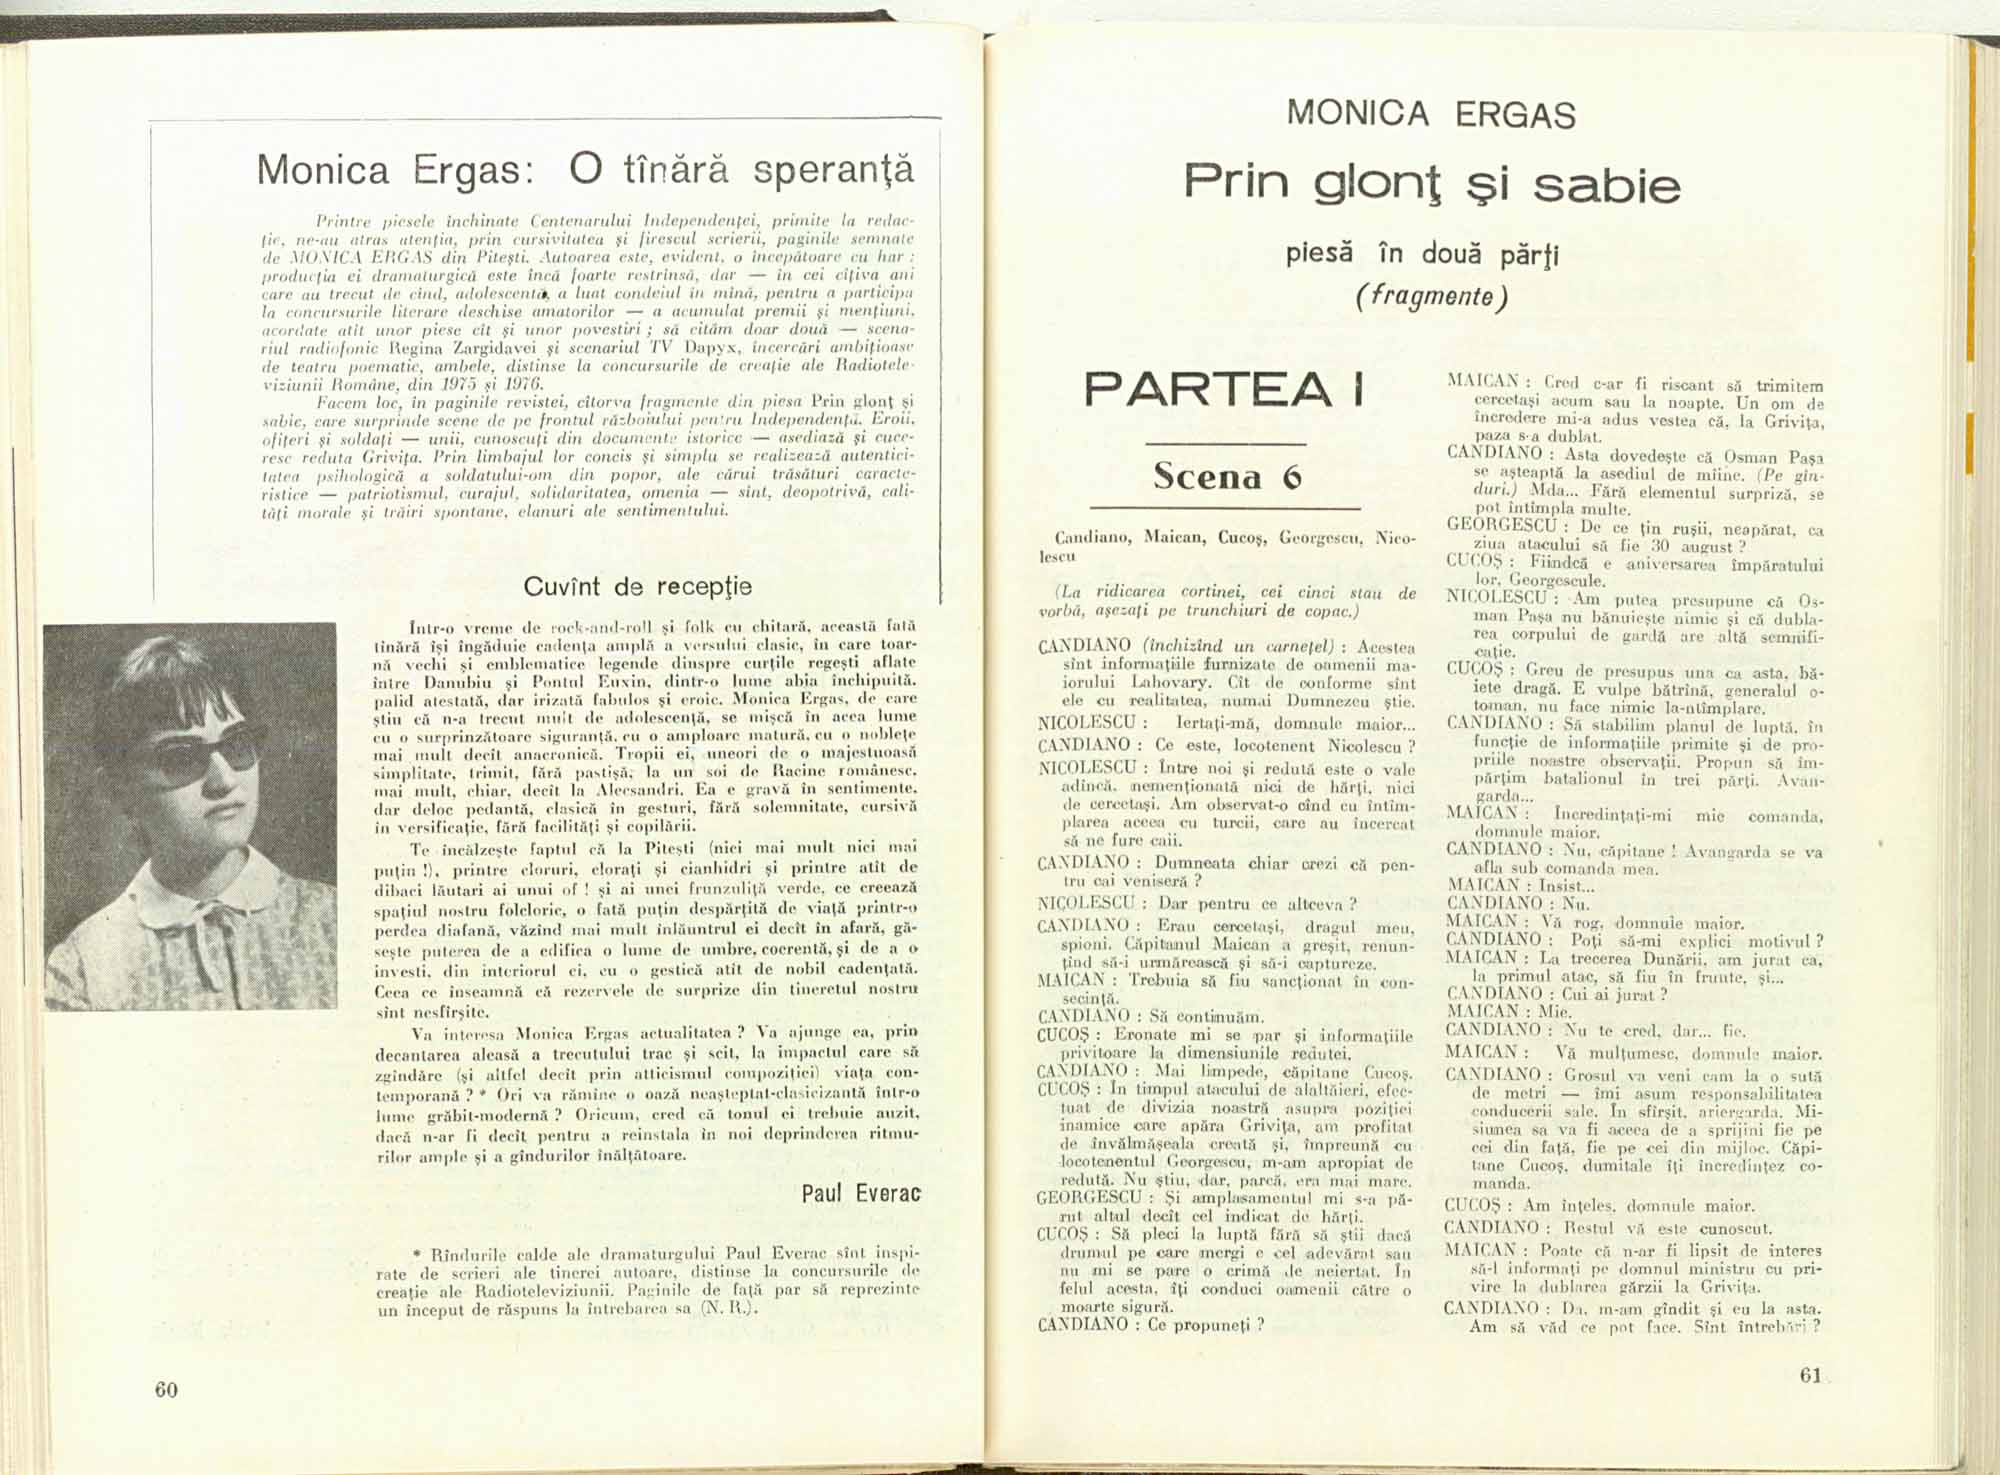 Monica Ergas: O tînără speranţă
Printre piesele închinate Centenarului Independenţei, primite la redac-
ţie, ne-au atras atenţia, prin cursivitatea şi firescul scrierii, paginile semnate
de MONICA ERGAS din Piteşti. Autoarea este, evident, o începătoare cu har ;
producţia ei dramaturgică este încă foarte restrînsă, dar — în cei cîţiva ani
care au trecut de cînd, adolescentă, a luat condeiul în mînă, pentru a participa
la concursurile literare deschise amatorilor — a acumulat premii şi menţiuni,
acordate atît unor piese cît şi unor povestiri ; să cităm doar două — scena-
riul radiofonic Regina Zargidavei şi scenariul TV Dapyx, încercări ambiţioase
de teatru poematic, ambele, distinse la concursurile de creaţie ale Radiotele-
viziunii Române, din 1975 şi 1976.
Facem loc, în paginile revistei, cîtorva fragmente din piesa Prin glonţ şi
sabie, care surprinde scene de pe frontul războiului pentru Independenţă. Eroii,
ofiţeri şi soldaţi — unii, cunoscuţi din documente istorice — asediază şi cuce-
resc reduta Griviţa. Prin limbajul lor concis şi simplu se realizează autentici-
tatea psihologică a soldatului-om din popor, ale cărui trăsături caracte-
ristice — patriotismul, curajul, solidaritatea, omenia — sînt, deopotrivă, cali-
tăţi morale şi trăiri spontane, elanuri ale sentimentului.
Cuvînt de recepţie
Într-o vreme de rock-and-roll şi folk cu chitară, această fată
tînără îşi îngăduie cadenţa amplă a versului clasic, în care toar-
nă vechi şi emblematice legende dinspre curţile regeşti aflate
între Danubiu şi Pontul Euxin, dintr-o lume abia închipuită,
palid atestată, dar irizată fabulos şi eroic. Monica Ergas, de care
ştiu că n-a trecut mult de adolescenţă, se mişcă în acea lume
cu o surprinzătoare siguranţă, cu o amploare matură, cu o nobleţe
mai mult decît anacronică. Tropii ei, uneori de o majestuoasă
simplitate, trimit, fără pastişă, la un soi de Racine românesc,
mai mult, chiar, decît la Alecsandri. Ea e gravă în sentimente,
dar deloc pedantă, clasică în gesturi, fără solemnitate, cursivă
în versificaţie, fără facilităţi şi copilării.
Te încălzeşte faptul că la Piteşti (nici mai mult nici mai
puţin !), printre cloruri, cloraţi şi cianhidri şi printre atît de
dibaci lăutari ai unui of ! şi ai unei frunzuliţă verde, ce creează
spaţiul nostru folcloric, o fată puţin despărţită de viaţă printr-o
perdea diafană, văzînd mai mult înlăuntrul ei decît în afară, gă-
seşte puterea de a edifica o lume de umbre, coerentă, şi de a o
investi, din interiorul ei, cu o gestică atît de nobil cadenţată.
Ceea ce înseamnă că rezervele de surprize din tineretul nostru
sînt nesfîrşite.
Va interesa Monica Ergas actualitatea ? Va ajunge ea, prin
decantarea aleasă a trecutului trac şi scit, la impactul care să
zgîndăre (şi altfel decît prin atticismul compoziţiei) viaţa con-
temporană ? * Ori va rămîne o oază neaşteptat-clasicizantă într-o
lume grăbit-modernă ? Oricum, cred că tonul ei trebuie auzit,
dacă n-ar fi decît pentru a reinstala în noi deprinderea ritmu-
rilor ample şi a gîndurilor înălţătoare.
Paul Everac
* Rîndurile calde ale dramaturgului Paul Everac sînt inspi-
rate de scrieri ale tinerei autoare, distinse la concursurile de
creaţie ale Radioteleviziunii. Paginile de faţă par să reprezinte
un început de răspuns la întrebarea sa (N. R.).
60
MONICA ERGAS
Prin glonţ şi sabie
piesă în două părţi
(fragmente)
PARTEA I
Scena 6
Candiano, Maican, Cucoş, Georgescu, Nico-
lescu
(La ridicarea cortinei, cei cinci stau de
vorbă, aşezaţi pe trunchiuri de copac.)
CANDIANO (închizînd un carneţel) : Acestea
sînt informaţiile furnizate de oamenii ma-
iorului Lahovary. Cît de conforme sînt
ele cu realitatea, numai Dumnezeu ştie.
NICOLESCU : Iertaţi-mă, domnule maior...
CANDIANO : Ce este, locotenent Nicolescu ?
NICOLESCU : Între noi şi redută este o vale
adîncă, nemenţionată nici de hărţi, nici
de cercetaşi. Am observat-o cînd cu întîm-
plarea aceea cu turcii, care au încercat
să ne fure caii.
CANDIANO : Dumneata chiar crezi că pen-
tru cai veniseră ?
NICOLESCU : Dar pentru ce altceva ?
CANDIANO : Erau cercetaşi, dragul meu,
spioni. Căpitanul Maican a greşit, renun-
ţînd să-i urmărească şi să-i captureze.
MAICAN : Trebuia să fiu sancţionat în con-
secinţă.
CANDIANO : Să continuăm.
CUCOŞ : Eronate mi se par şi informaţiile
privitoare la dimensiunile redutei.
CANDIANO : Mai limpede, căpitane Cucoş.
CUCOŞ : În timpul atacului de alaltăieri, efec-
tuat de divizia noastră asupra poziţiei
inamice care apăra Griviţa, am profitat
de învălmăşeala creată şi, împreună cu
locotenentul Georgescu, m-am apropiat de
redută. Nu ştiu, dar, parcă, era mai mare.
GEORGESCU : Şi amplasamentul mi s-a pă-
rut altul decît cel indicat de hărţi.
CUCOŞ : Să pleci la luptă fără să ştii dacă
drumul pe care mergi e cel adevărat sau
nu mi se pare o crimă de neiertat. În
felul acesta, îţi conduci oamenii către o
moarte sigură.
CANDIANO : Ce propuneţi ?
MAICAN : Cred c-ar fi riscant să trimitem
cercetaşi acum sau la noapte. Un om de
încredere mi-a adus vestea că, la Griviţa,
paza s-a dublat.
CANDIANO : Asta dovedeşte că Osman Paşa
se aşteaptă la asediul de mîine. (Pe gîn-
duri.) Mda... Fără elementul surpriză, se
pot întîmpla multe.
GEORGESCU : De ce ţin ruşii, neapărat, ca
ziua atacului să fie 30 august ?
CUCOŞ : Fiindcă e aniversarea împăratului
lor, Georgescule.
NICOLESCU : Am putea presupune că Os-
man Paşa nu bănuieşte nimic şi că dubla-
rea corpului de gardă are altă semnifi-
caţie.
CUCOŞ : Greu de presupus una ca asta, bă-
iete dragă. E vulpe bătrînă, generalul o-
toman, nu face nimic la-ntîmplare.
CANDIANO : Să stabilim planul de luptă, în
funcţie de informaţiile primite şi de pro-
priile noastre observaţii. Propun să îm-
părţim batalionul în trei părţi. Avan-
garda...
MAICAN : Încredinţaţi-mi mie comanda,
domnule maior.
CANDIANO : Nu, căpitane ! Avangarda se va
afla sub comanda mea.
MAICAN : Insist...
CANDIANO : Nu.
MAICAN : Vă rog, domnule maior.
CANDIANO : Poţi să-mi explici motivul ?
MAICAN : La trecerea Dunării, am jurat ca,
la primul atac, să fiu în frunte, şi...
CANDIANO : Cui ai jurat ?
MAICAN : Mie.
CANDIANO : Nu te cred, dar... fie.
MAICAN : Vă mulţumesc, domnule maior.
CANDIANO : Grosul va veni cam la o sută
de metri — îmi asum responsabilitatea
conducerii sale. În sfîrşit, ariergarda. Mi-
siunea sa va fi aceea de a sprijini fie pe
cei din faţă, fie pe cei din mijloc. Căpi-
tane Cucoş, dumitale îţi încredinţez co-
manda.
CUCOŞ : Am înţeles, domnule maior.
CANDIANO : Restul vă este cunoscut.
MAICAN : Poate că n-ar fi lipsit de interes
să-l informaţi pe domnul ministru cu pri-
vire la dublarea gărzii la Griviţa.
CANDIANO : Da, m-am gîndit şi eu la asta.
Am să văd ce pot face. Sînt întrebări ?
61